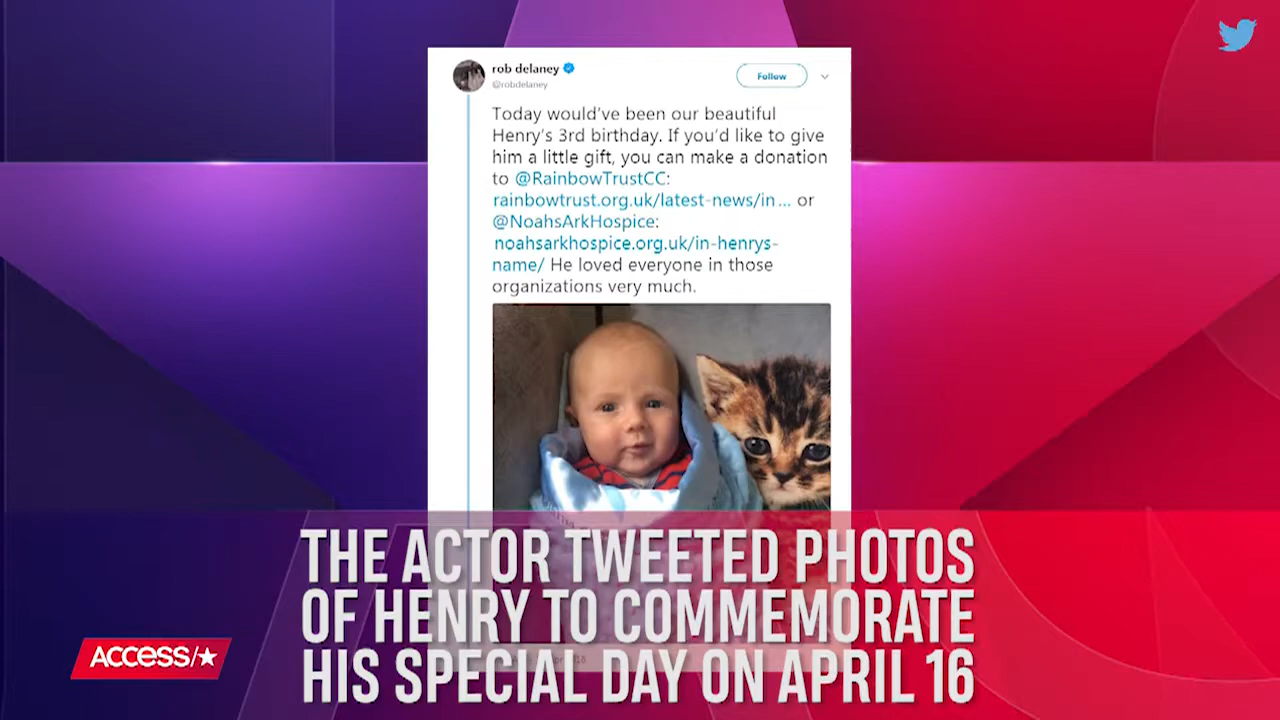 rob delaney
@robdelaney
Follow
Today would've been our beautiful
Henry's 3rd birthday. If you'd like to give
him a little gift, you can make a donation
to @RainbowTrustCC:
rainbowtrust.org.uk/latest-news/in... or
@NoahsArkHospice:
noahsarkhospice.org.uk/in-henrys-
name/ He loved everyone in those
organizations very much.
THE ACTOR TWEETED PHOTOS
OF HENRY TO COMMEMORATE
HIS SPECIAL DAY ON APRIL 16
ACCESS/★